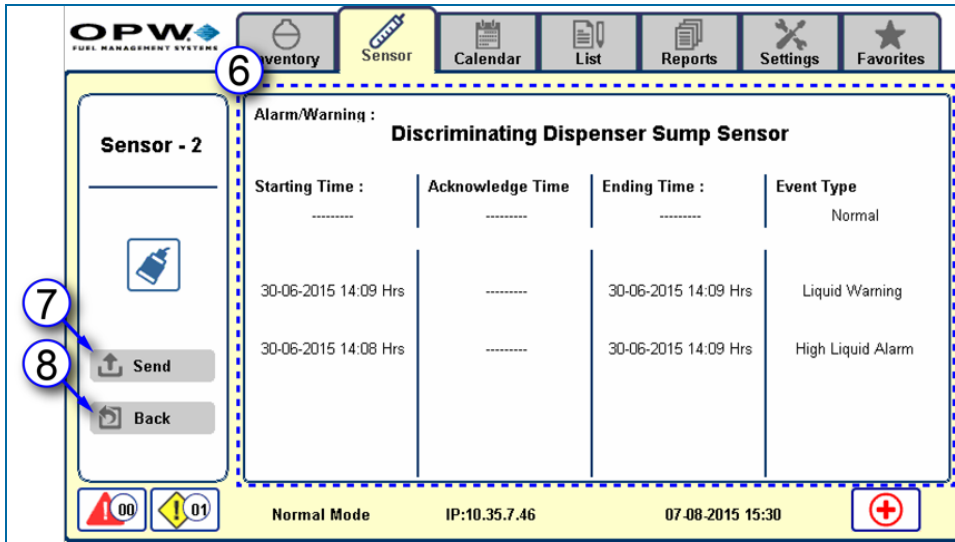 OPW
FUEL MANAGEMENT SYSTEMS
Sensor Calendar List Reports Settings Favorites
6
Sensor - 2
Alarm/Warning :
Discriminating Dispenser Sump Sensor
Starting Time : Acknowledge Time Ending Time : Event Type
--------- --------- --------- Normal
30-06-2015 14:09 Hrs --------- 30-06-2015 14:09 Hrs Liquid Warning
30-06-2015 14:08 Hrs --------- 30-06-2015 14:09 Hrs High Liquid Alarm
7
Send
8
Back
00 01 Normal Mode IP:10.35.7.46 07-08-2015 15:30